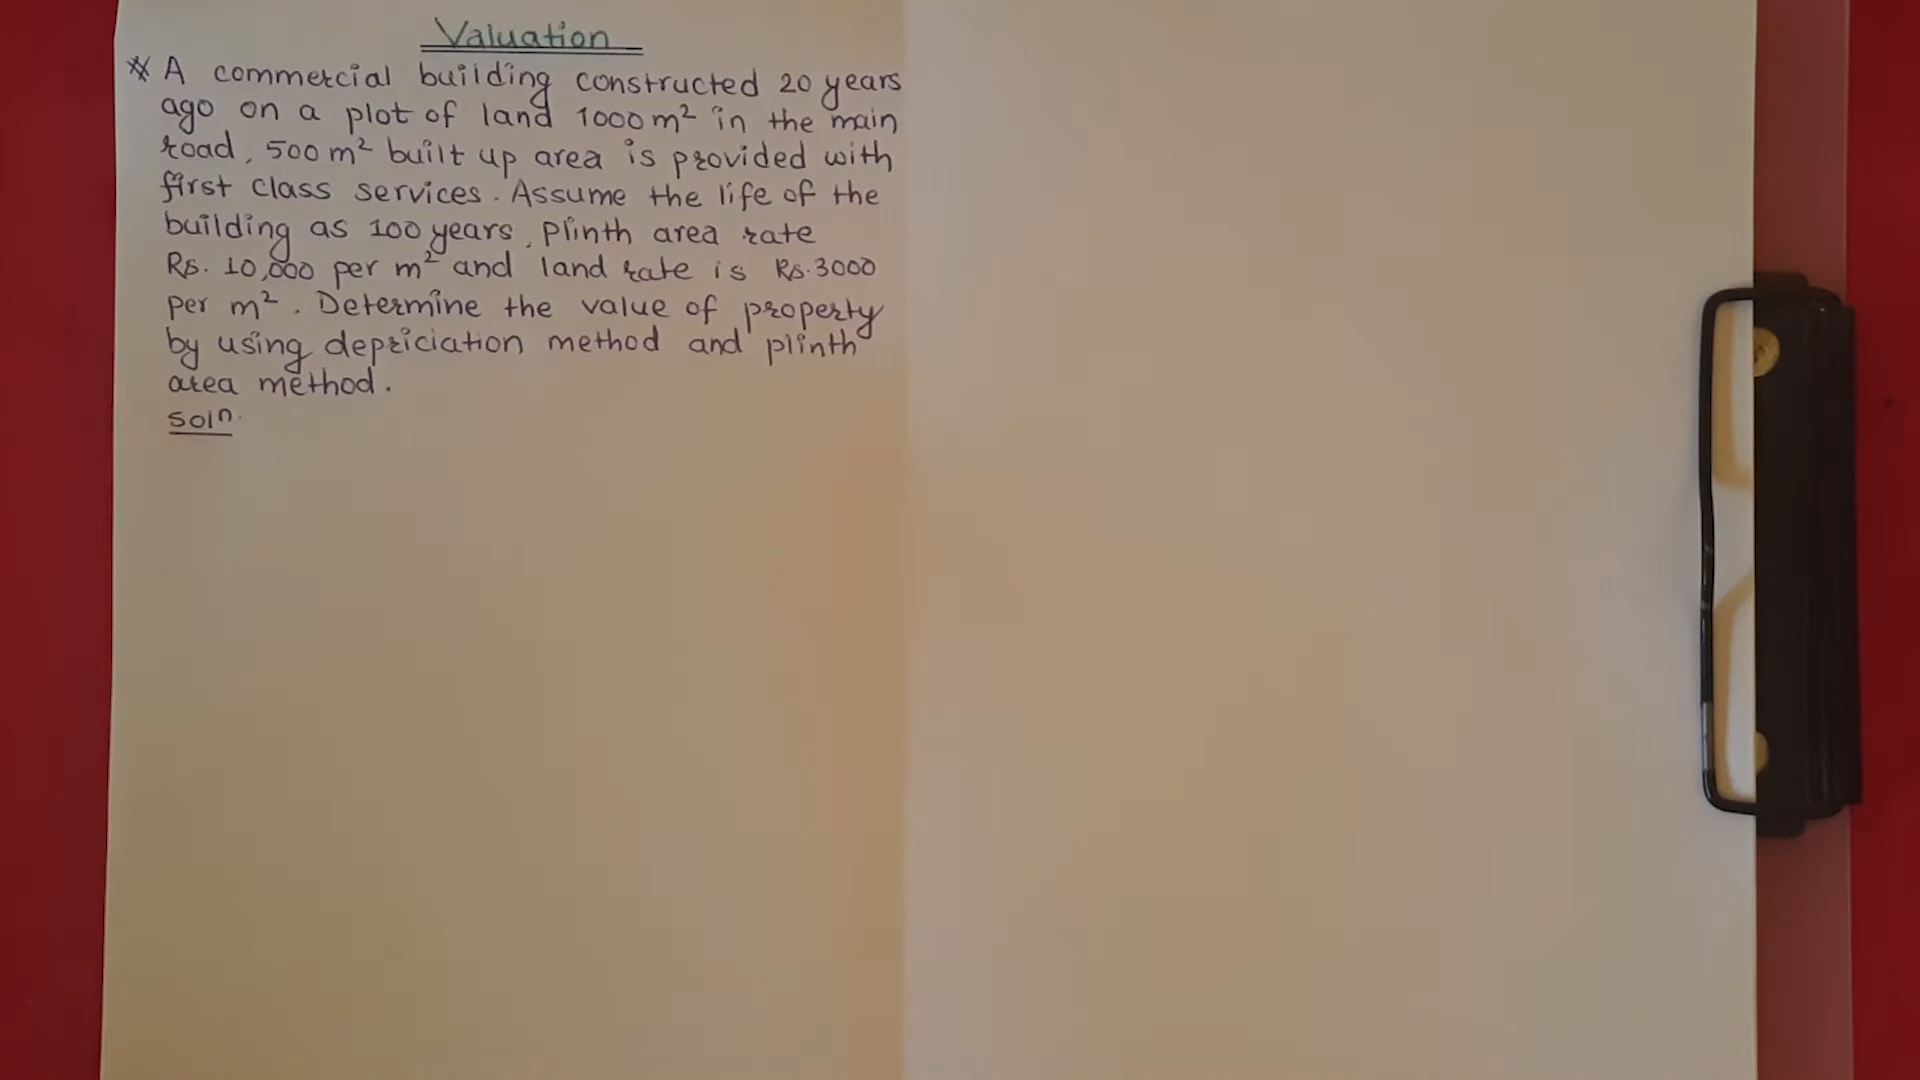 Valuation
* A commercial building constructed 20 years
ago on a plot of land 1000 m² in the main
road, 500 m² built up area is provided with
first class services. Assume the life of the
building as 100 years, plinth area rate
Rs. 10,000 per m² and land rate is Rs. 3000
per m². Determine the value of property
by using depriciation method and plinth
area method.
Solⁿ.